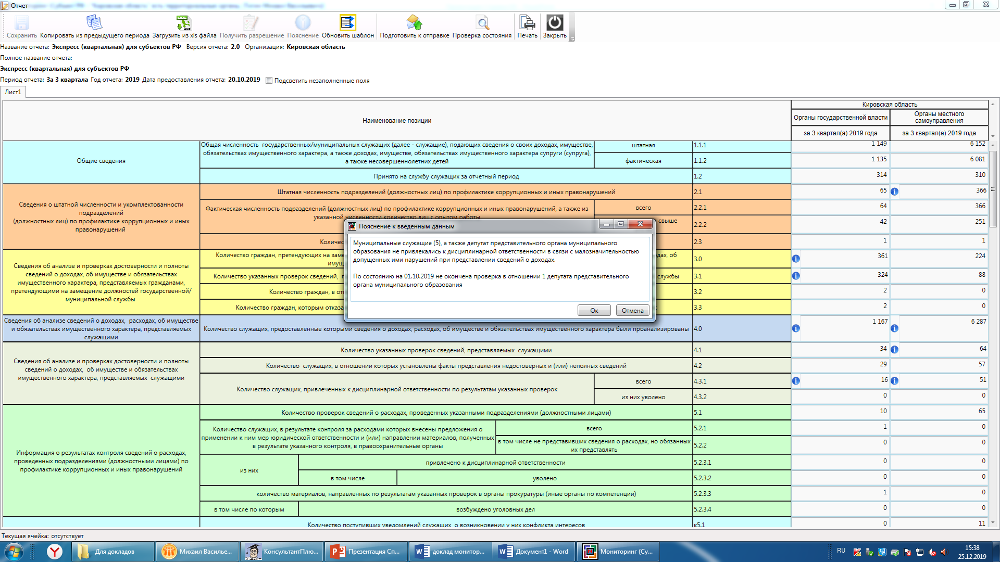 Отчет
Сохранить Копировать из предыдущего периода Загрузить из xls файла Получить разрешение Пояснение Обновить шаблон Подготовить к отправке Проверка состояния Печать Закрыть
Название отчета: Экспресс (квартальная) для субъектов РФ Версия отчета: 2.0 Организация: Кировская область
Полное название отчета:
Экспресс (квартальная) для субъектов РФ
Период отчета: За 3 квартала Год отчета: 2019 Дата предоставления отчета: 20.10.2019 Подсветить незаполненные поля
Лист1
Наименование позиции
Кировская область
Органы государственной власти
Органы местного
самоуправления
за 3 квартал(а) 2019 года за 3 квартал(а) 2019 года
Общие сведения
Общая численность государственных/муниципальных служащих (далее - служащие), подающих сведения о своих доходах, имуществе,
обязательствах имущественного характера, а также доходах, имуществе, обязательствах имущественного характера супруги (супруга),
а также несовершеннолетних детей
штатная 1.1.1 1 149 6 152
фактическая 1.1.2 1 135 6 081
Принято на службу служащих за отчетный период 1.2 314 310
Сведения о штатной численности и укомплектованности
подразделений
(должностных лиц) по профилактике коррупционных и иных
правонарушений
Штатная численность подразделений (должностных лиц) по профилактике коррупционных и иных правонарушений 2.1 65 366
Фактическая численность подразделений (должностных лиц) по профилактике коррупционных и иных правонарушений, а также из
указанной численности количество лиц с опытом работы
всего 2.2.1 64 366
свыше 2.2.2 42 251
Количес 2.3 1 1
Сведения об анализе и проверках достоверности и полноты
сведений о доходах, об имуществе и обязательствах
имущественного характера, представляемых гражданами,
претендующими на замещение должностей государственной/
муниципальной службы
Количество граждан, претендующих на заме
дах, об
имущ
3.0 361 224
Количество указанных проверок сведений, п
службы 3.1 324 88
Количество граждан, в отн 3.2 2 0
Количество граждан, которым отказа 3.3 2 0
Пояснение к введенным данным
Муниципальные служащие (5), а также депутат представительного органа муниципального
образования не привлекались к дисциплинарной ответственности в связи с малозначительностью
допущенных ими нарушений при представлении сведений о доходах.
По состоянию на 01.10.2019 не окончена проверка в отношении 1 депутата представительного
органа муниципального образования
Ок Отмена
Сведения об анализе сведений о доходах, расходах, об имуществе
и обязательствах имущественного характера, представляемых
служащими
Количество служащих, предоставленные которыми сведения о доходах, расходах, об имуществе и обязательствах имущественного характера были проанализированы 4.0 1 167 6 287
Сведения об анализе и проверках достоверности и полноты
сведений о доходах, об имуществе и обязательствах
имущественного характера, представляемых служащими
Количество указанных проверок сведений, представляемых служащими 4.1 34 64
Количество служащих, в отношении которых установлены факты представления недостоверных и (или) неполных сведений 4.2 29 57
Количество служащих, привлеченных к дисциплинарной ответственности по результатам указанных проверок
всего 4.3.1 16 51
из них уволено 4.3.2 0 0
Информация о результатах контроля сведений о расходах,
проведенных подразделениями (должностными лицами) по
профилактике коррупционных и иных правонарушений
Количество проверок сведений о расходах, проведенных указанными подразделениями (должностными лицами) 5.1 10 65
Количество служащих, в результате контроля за расходами которых внесены предложения о
применении к ним мер юридической ответственности и (или) направлении материалов, полученных
в результате указанного контроля, в правоохранительные органы
всего 5.2.1 1 0
в том числе не представивших сведения о расходах, но обязанных
их представлять
5.2.2 0 0
из них
привлечено к дисциплинарной ответственности 5.2.3.1 0 0
в том числе уволено 5.2.3.2 0 0
количество материалов, направленных по результатам указанных проверок в органы прокуратуры (иные органы по компетенции) 5.2.3.3 1 0
в том числе по которым возбуждено уголовных дел 5.2.3.4 0 0
Количество поступивших уведомлений служащих о возникновении у них конфликта интересов к5.1 0 11
Текущая ячейка: отсутствует
Для докладов Михаил Василье... КонсультантПлю... Презентация Сп... доклад монитор... Документ1 - Word Мониторинг (Су... RU
15:38
25.12.2019